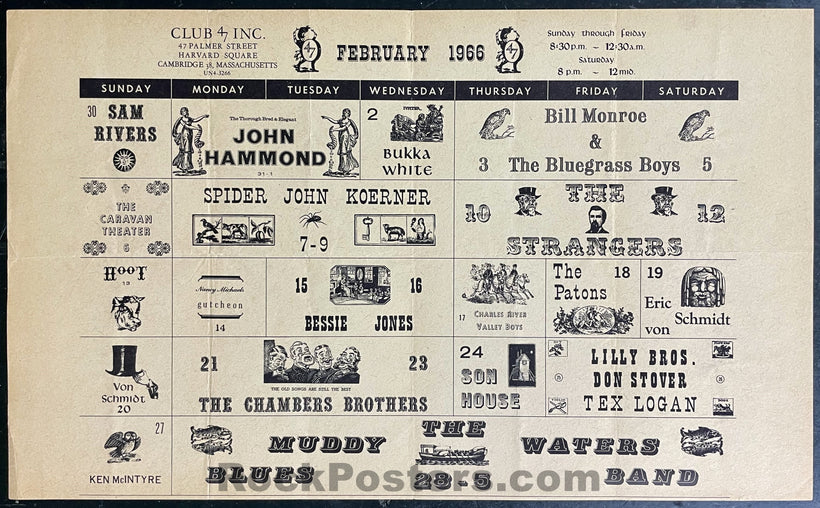 CLUB 47 INC.
47 PALMER STREET
HARVARD SQUARE
CAMBRIDGE 38, MASSACHUSETTS
UN4-3266
47
FEBRUARY 1966
47
Sunday through Friday
8:30p.m. ~ 12:30a.m.
Saturday
8 p.m. ~ 12 mid.
SUNDAY MONDAY TUESDAY WEDNESDAY THURSDAY FRIDAY SATURDAY
30 SAM
RIVERS
The Thorough Bred & Elegant
JOHN
HAMMOND
31-1
2
BUKKA
WHITE
Bill Monroe
&
3 The Bluegrass Boys 5
THE
CARAVAN
THEATER
6
SPIDER JOHN KOERNER
7-9
10 THE 12
STRANGERS
HOOT
13
Nancy Michaels
gutcheon
14
15 16
BESSIE JONES
17 CHARLES RIVER
VALLEY BOYS
The 18
Patons
19
Eric
von Schmidt
Von
Schmidt
20
21 23
THE OLD SONGS ARE STILL THE BEST
THE CHAMBERS BROTHERS
24
SON
HOUSE
LILLY BROS.
DON STOVER
TEX LOGAN
27
KEN McINTYRE
MUDDY THE WATERS
BLUES 28-5 BAND
RockPosters.com